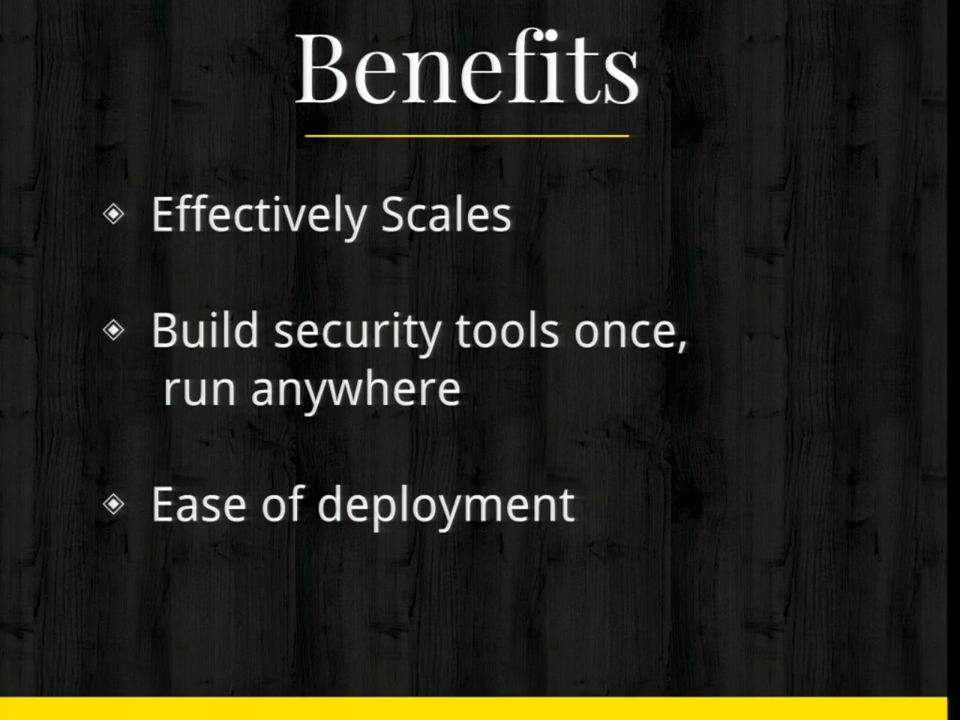 Benefits
Effectively Scales
Build security tools once,
run anywhere
Ease of deployment